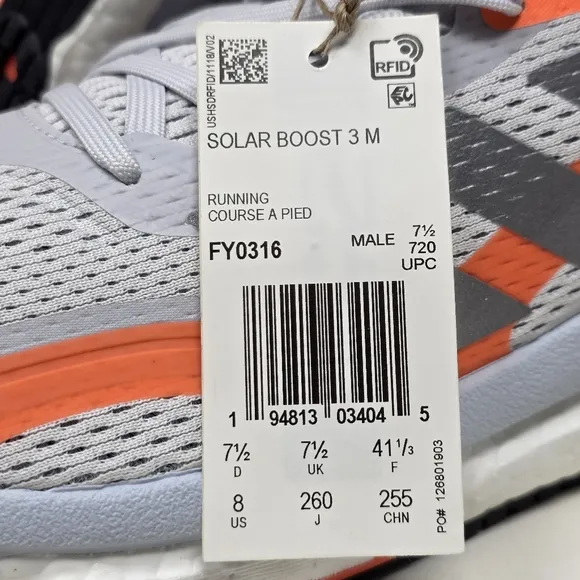 USHSDRFID/1118/V02
RFID
SOLAR BOOST 3 M
RUNNING
COURSE A PIED
FY0316
MALE
7½
720
UPC
1 94813 03404 5
7½ 7½ 41⅓
D UK F
8 260 255
US J CHN
PO# 126801903